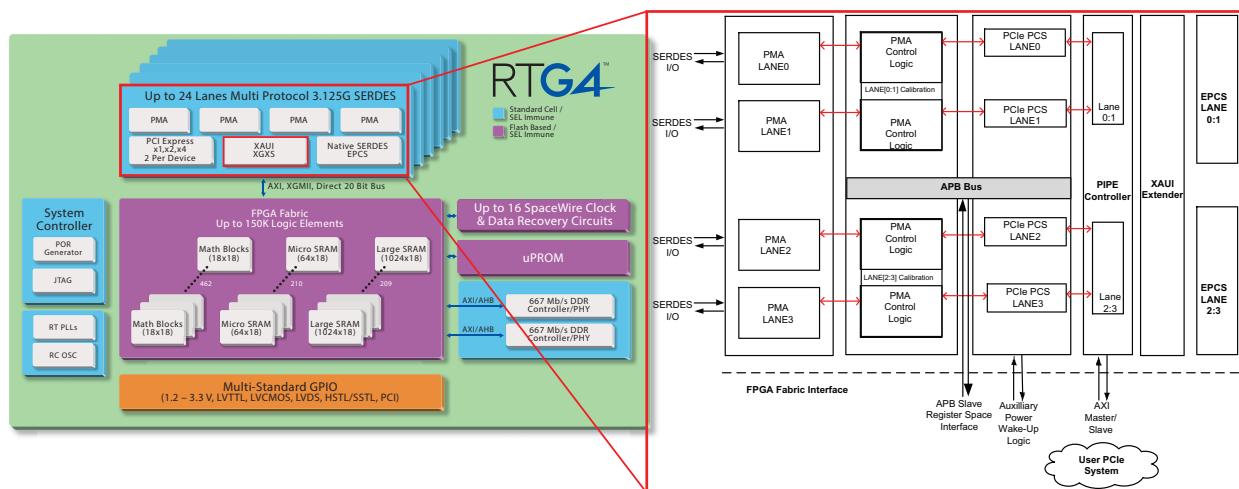 RTG4™
Up to 24 Lanes Multi Protocol 3.125G SERDES
Standard Cell /
SEL Immune
Flash Based /
SEL Immune
PMA
PMA
PMA
PMA
PCI Express
x1,x2,x4
2 Per Device
XAUI
XGXS
Native SERDES
EPCS
AXI, XGMII, Direct 20 Bit Bus
System
Controller
POR
Generator
JTAG
RT PLLs
RC OSC
FPGA Fabric
Up to 150K Logic Elements
Math Blocks
(18x18)
Micro SRAM
(64x18)
Large SRAM
(1024x18)
462
210
209
Math Blocks
(18x18)
Micro SRAM
(64x18)
Large SRAM
(1024x18)
Up to 16 SpaceWire Clock
& Data Recovery Circuits
uPROM
AXI/AHB
667 Mb/s DDR
Controller/PHY
AXI/AHB
667 Mb/s DDR
Controller/PHY
Multi-Standard GPIO
(1.2 – 3.3 V, LVTTL, LVCMOS, LVDS, HSTL/SSTL, PCI)
SERDES
I/O
SERDES
I/O
SERDES
I/O
SERDES
I/O
PMA
LANE0
PMA
LANE1
PMA
LANE2
PMA
LANE3
PMA
Control
Logic
LANE[0:1] Calibration
PMA
Control
Logic
APB Bus
PMA
Control
Logic
LANE[2:3] Calibration
PMA
Control
Logic
PCIe PCS
LANE0
PCIe PCS
LANE1
PCIe PCS
LANE2
PCIe PCS
LANE3
Lane
0:1
PIPE
Controller
Lane
2:3
XAUI
Extender
EPCS
LANE
0:1
EPCS
LANE
2:3
FPGA Fabric Interface
APB Slave
Register Space
Interface
Auxilliary
Power
Wake-Up
Logic
AXI
Master/
Slave
User PCIe
System